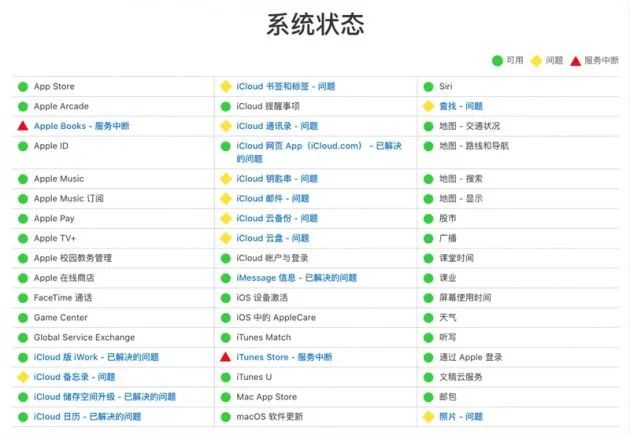 系统状态
可用 问题 服务中断
App Store
Apple Arcade
Apple Books - 服务中断
Apple ID
Apple Music
Apple Music 订阅
Apple Pay
Apple TV+
Apple 校园教务管理
Apple 在线商店
FaceTime 通话
Game Center
Global Service Exchange
iCloud 版 iWork - 已解决的问题
iCloud 备忘录 - 问题
iCloud 储存空间升级 - 已解决的问题
iCloud 日历 - 已解决的问题
iCloud 书签和标签 - 问题
iCloud 提醒事项
iCloud 通讯录 - 问题
iCloud 网页 App（iCloud.com） - 已解决
的问题
iCloud 钥匙串 - 问题
iCloud 邮件 - 问题
iCloud 云备份 - 问题
iCloud 云盘 - 问题
iCloud 帐户与登录
iMessage 信息 - 已解决的问题
iOS 设备激活
iOS 中的 AppleCare
iTunes Match
iTunes Store - 服务中断
iTunes U
Mac App Store
macOS 软件更新
Siri
查找 - 问题
地图 - 交通状况
地图 - 路线和导航
地图 - 搜索
地图 - 显示
股市
广播
课堂时间
课业
屏幕使用时间
天气
听写
通过 Apple 登录
文稿云服务
邮包
照片 - 问题